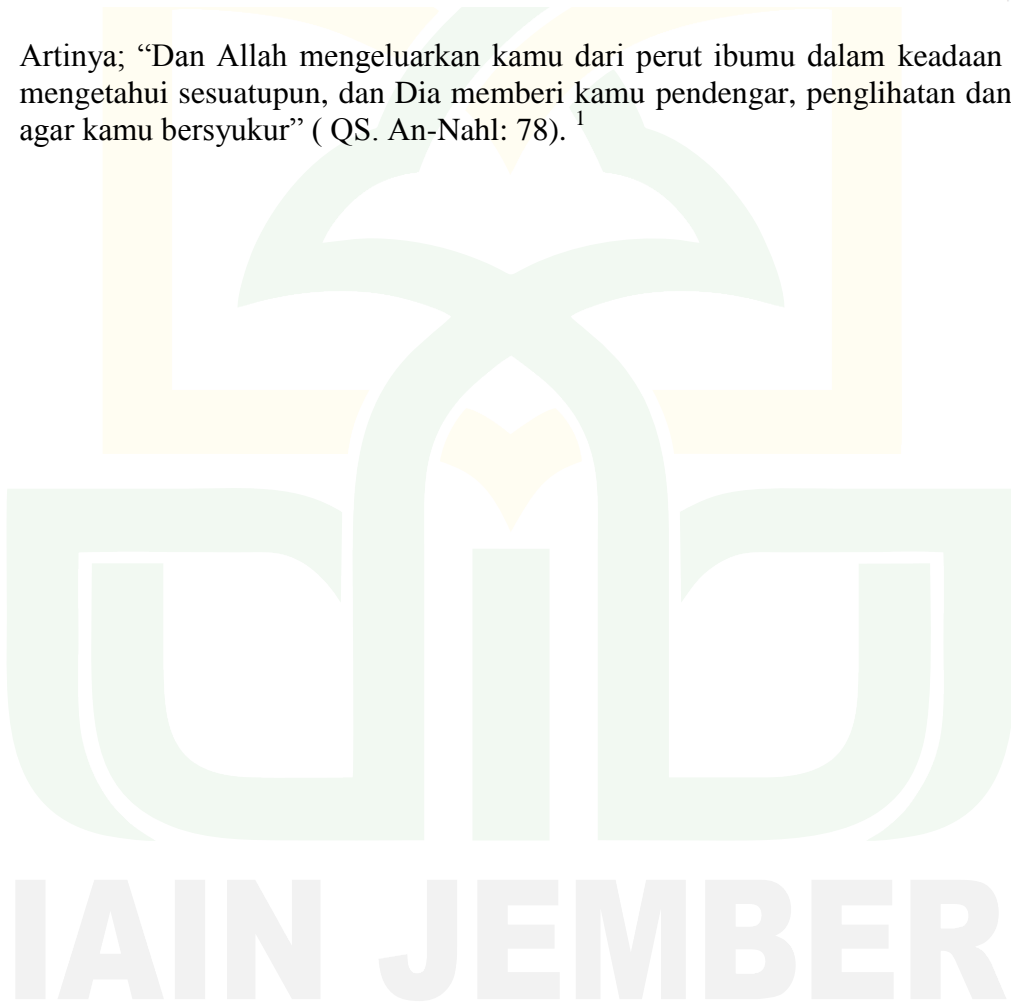 Artinya; “Dan Allah mengeluarkan kamu dari perut ibumu dalam keadaan
mengetahui sesuatupun, dan Dia memberi kamu pendengar, penglihatan dan
agar kamu bersyukur” ( QS. An-Nahl: 78). 1
IAIN JEMBER